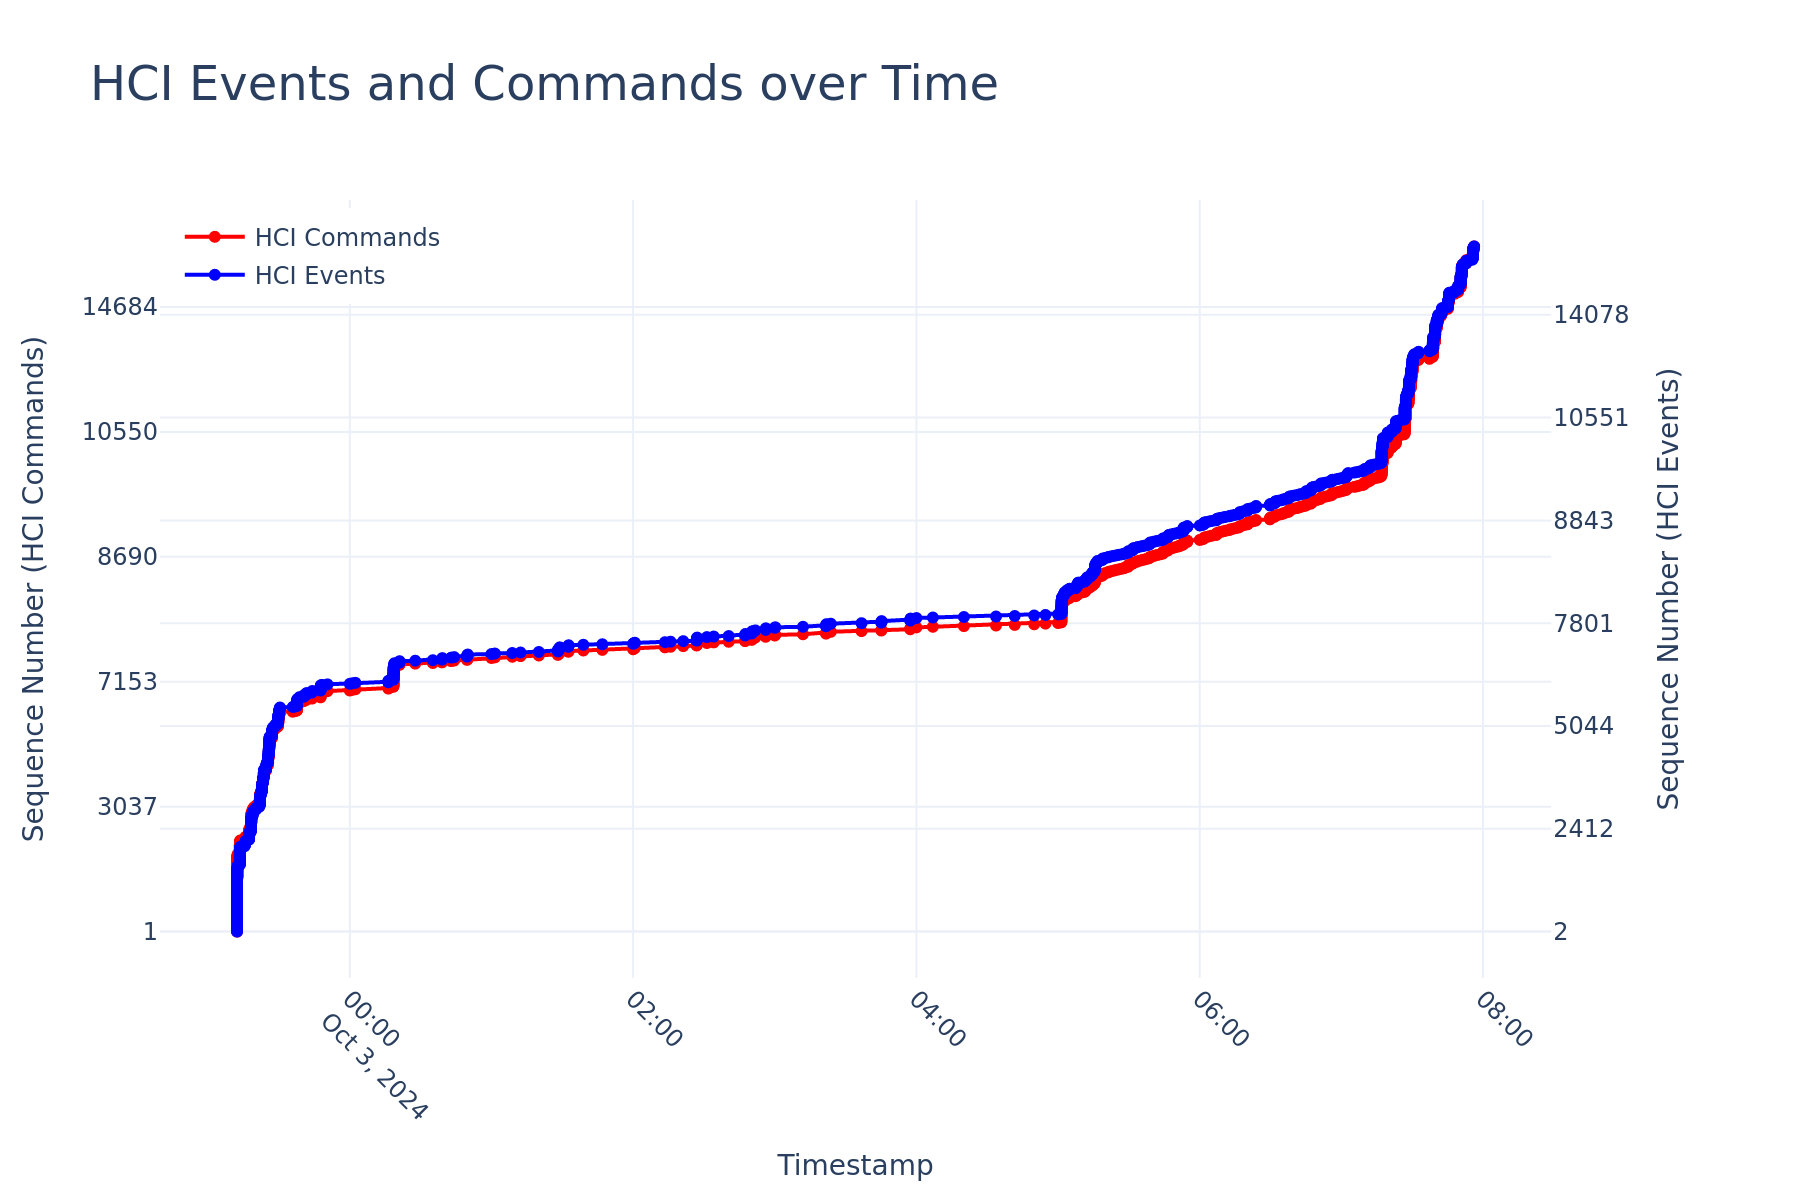 HCI Events and Commands over Time
HCI Commands
HCI Events
Sequence Number (HCI Commands)
14684
10550
8690
7153
3037
1
14078
10551
8843
7801
5044
2412
2
Sequence Number (HCI Events)
00:00
Oct 3, 2024
02:00
04:00
06:00
08:00
Timestamp